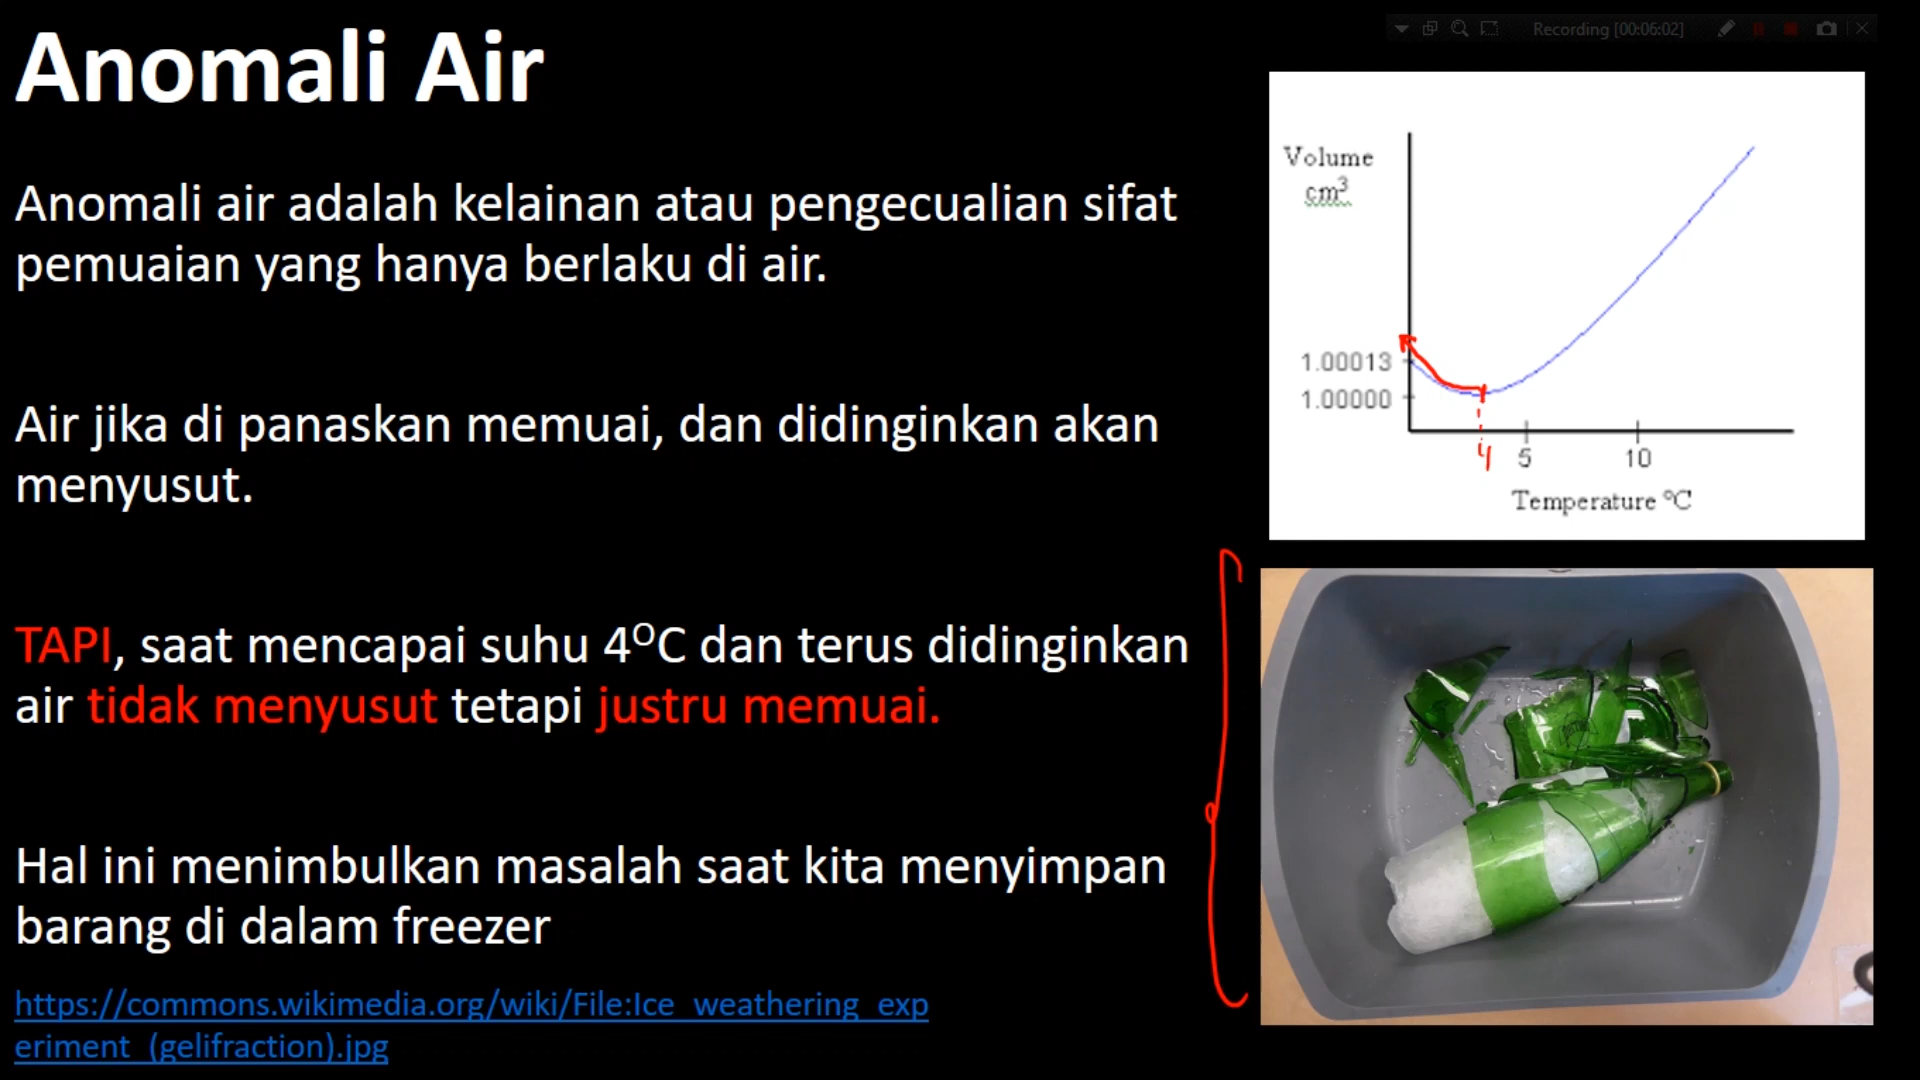 Recording [00:06:02]
Anomali Air
Anomali air adalah kelainan atau pengecualian sifat
pemuaian yang hanya berlaku di air.
Air jika di panaskan memuai, dan didinginkan akan
menyusut.
TAPI, saat mencapai suhu 4ᴼC dan terus didinginkan
air tidak menyusut tetapi justru memuai.
Hal ini menimbulkan masalah saat kita menyimpan
barang di dalam freezer
https://commons.wikimedia.org/wiki/File:Ice_weathering_exp
eriment_(gelifraction).jpg
Volume
cm³
1.00013
1.00000
4 5 10
Temperature °C